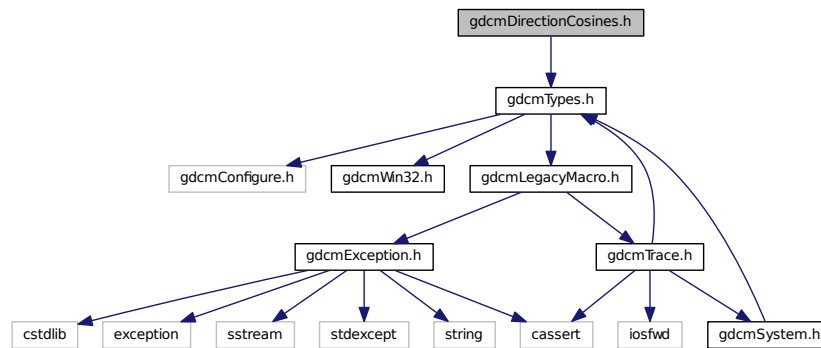 gdcmDirectionCosines.h
gdcmTypes.h
gdcmConfigure.h
gdcmWin32.h
gdcmLegacyMacro.h
gdcmException.h
gdcmTrace.h
cstdlib
exception
sstream
stdexcept
string
cassert
iosfwd
gdcmSystem.h